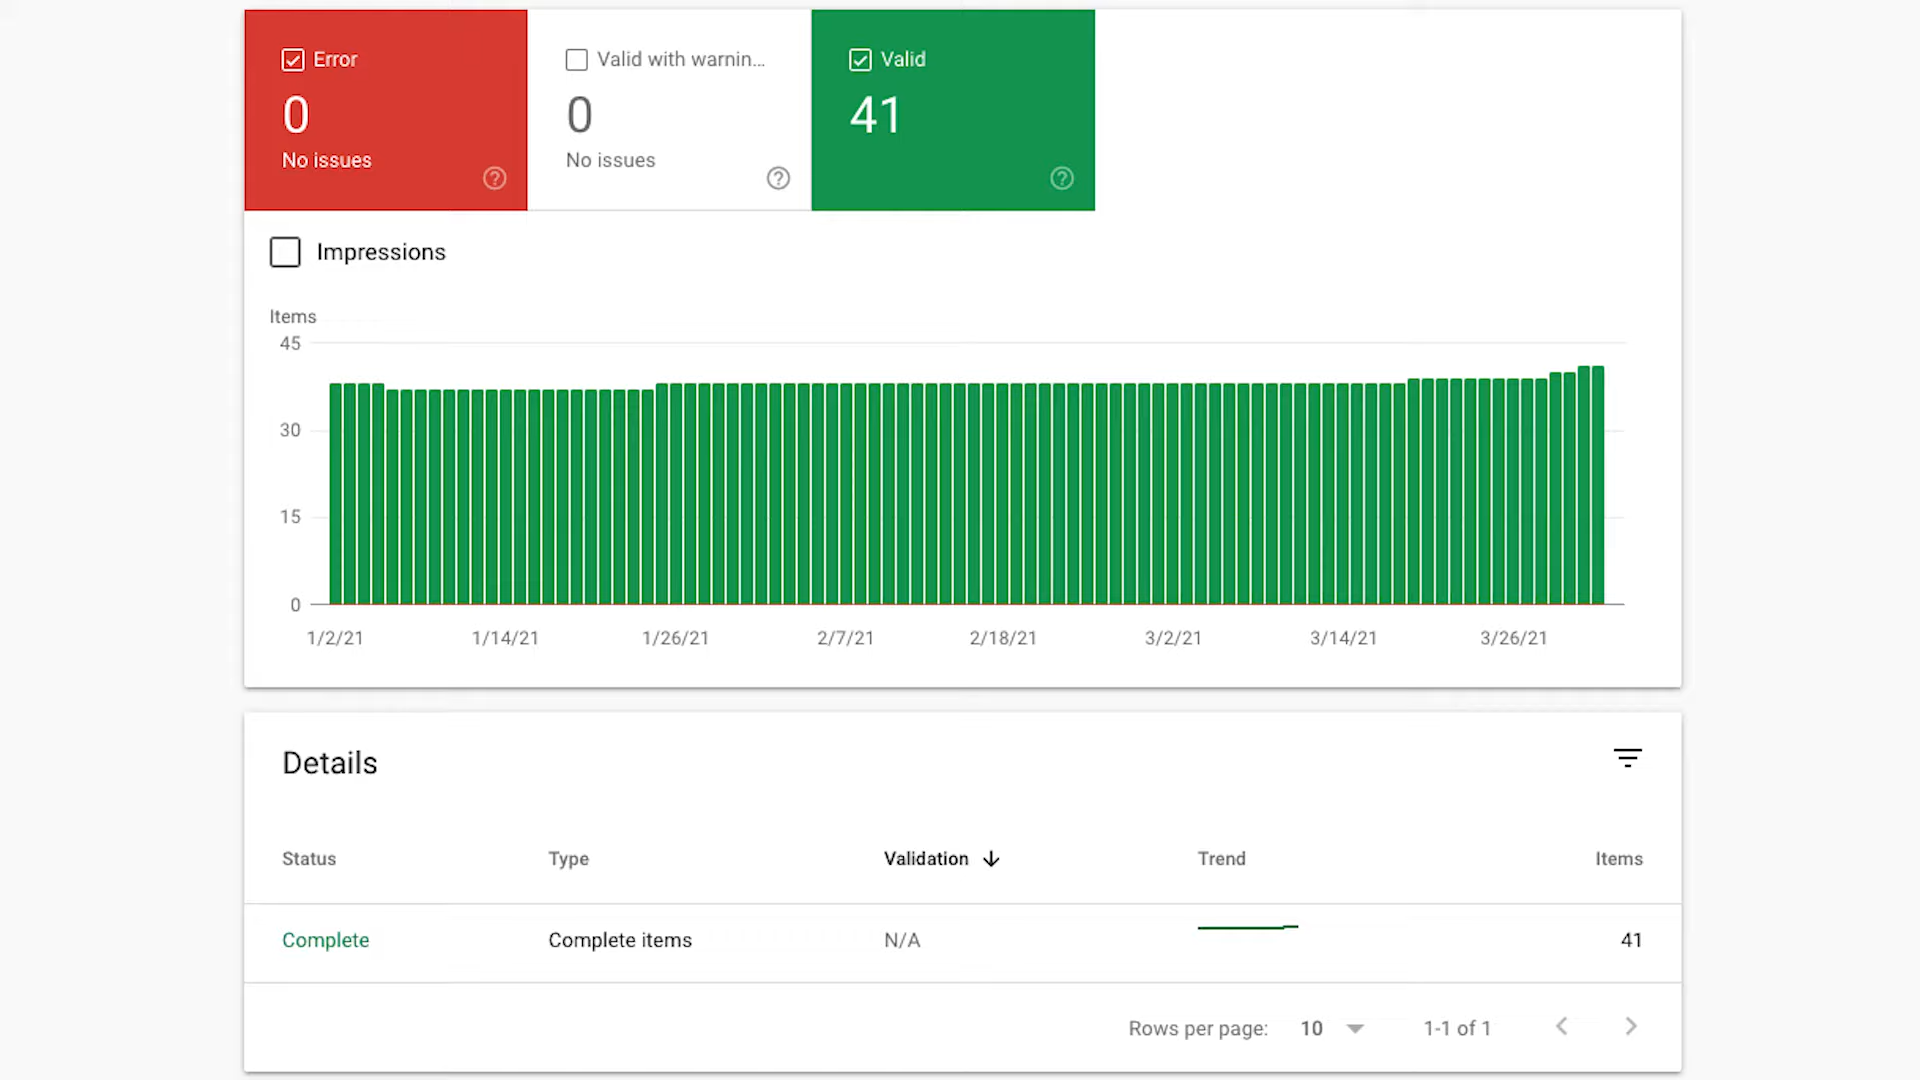 Error
0
No issues
Valid with warnin...
0
No issues
Valid
41
Impressions
Items
45
30
15
0
1/2/21 1/14/21 1/26/21 2/7/21 2/18/21 3/2/21 3/14/21 3/26/21
Details
Status Type Validation Trend Items
Complete Complete items N/A 41
Rows per page: 10 1-1 of 1